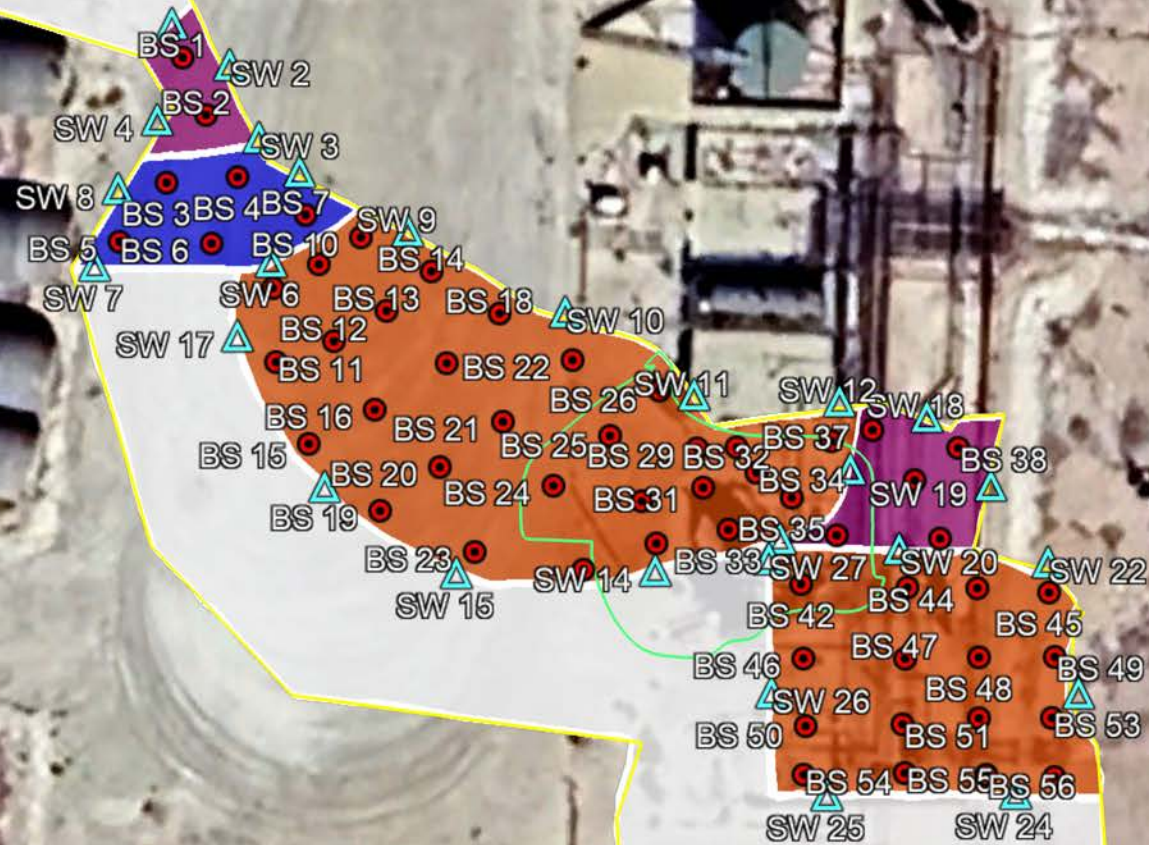 BS 1
SW 2
BS 2
SW 4
SW 3
SW 8
BS 3
BS 4
BS 7
SW 9
BS 5
BS 6
BS 10
BS 14
SW 7
SW 6
BS 13
BS 18
SW 10
SW 17
BS 12
BS 11
BS 22
SW 11
SW 12
BS 26
SW 18
BS 16
BS 21
BS 15
BS 25
BS 29
BS 32
BS 37
BS 38
BS 20
BS 24
BS 31
BS 34
SW 19
BS 19
BS 35
BS 23
SW 14
BS 33
SW 27
SW 20
SW 22
SW 15
BS 42
BS 44
BS 45
BS 46
BS 47
BS 49
SW 26
BS 48
BS 50
BS 51
BS 53
BS 54
BS 55
BS 56
SW 25
SW 24